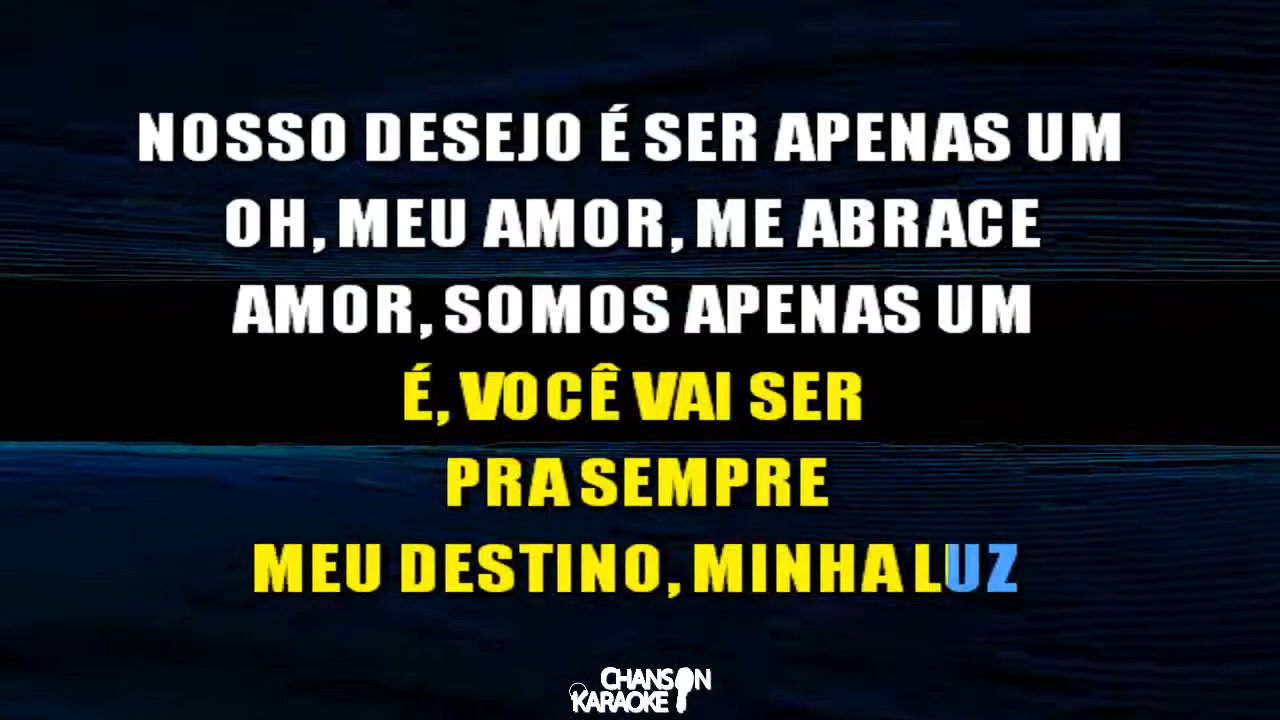 NOSSO DESEJO É SER APENAS UM
OH, MEU AMOR, ME ABRACE
AMOR, SOMOS APENAS UM
É, VOCÊ VAI SER
PRA SEMPRE
MEU DESTINO, MINHA LUZ
CHANSON
KARAOKE